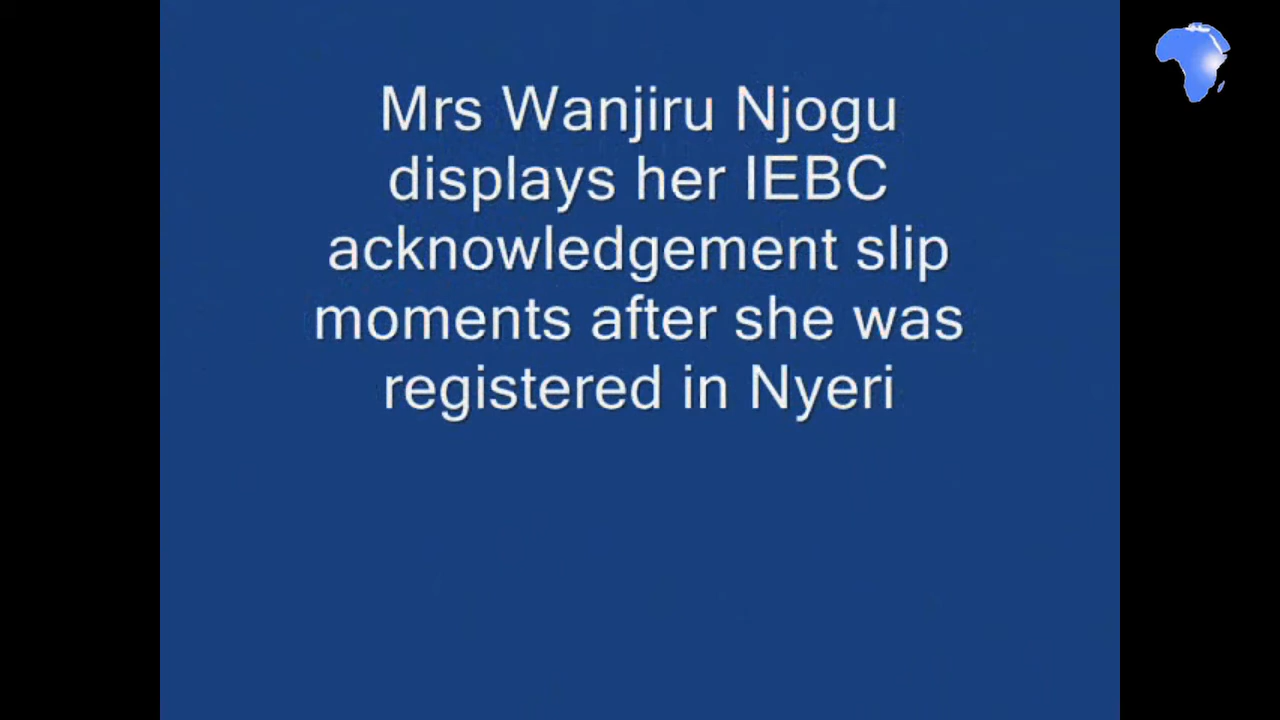 Mrs Wanjiru Njogu
displays her IEBC
acknowledgement slip
moments after she was
registered in Nyeri